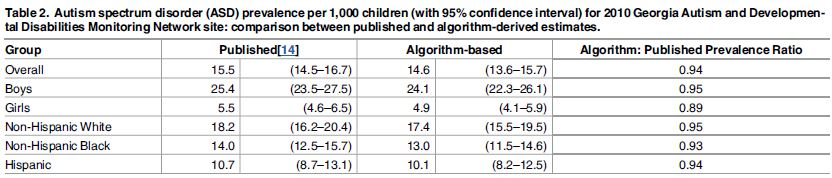 Table 2. Autism spectrum disorder (ASD) prevalence per 1,000 children (with 95% confidence interval) for 2010 Georgia Autism and Developmen-
tal Disabilities Monitoring Network site: comparison between published and algorithm-derived estimates.
Group Published[14] Algorithm-based Algorithm: Published Prevalence Ratio
Overall 15.5 (14.5–16.7) 14.6 (13.6–15.7) 0.94
Boys 25.4 (23.5–27.5) 24.1 (22.3–26.1) 0.95
Girls 5.5 (4.6–6.5) 4.9 (4.1–5.9) 0.89
Non-Hispanic White 18.2 (16.2–20.4) 17.4 (15.5–19.5) 0.95
Non-Hispanic Black 14.0 (12.5–15.7) 13.0 (11.5–14.6) 0.93
Hispanic 10.7 (8.7–13.1) 10.1 (8.2–12.5) 0.94